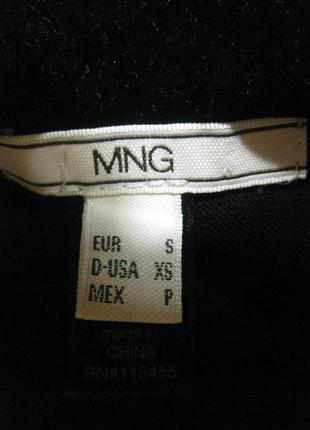 MNG
EUR S
D-USA XS
MEX P
made in
CHINA
RN#115455